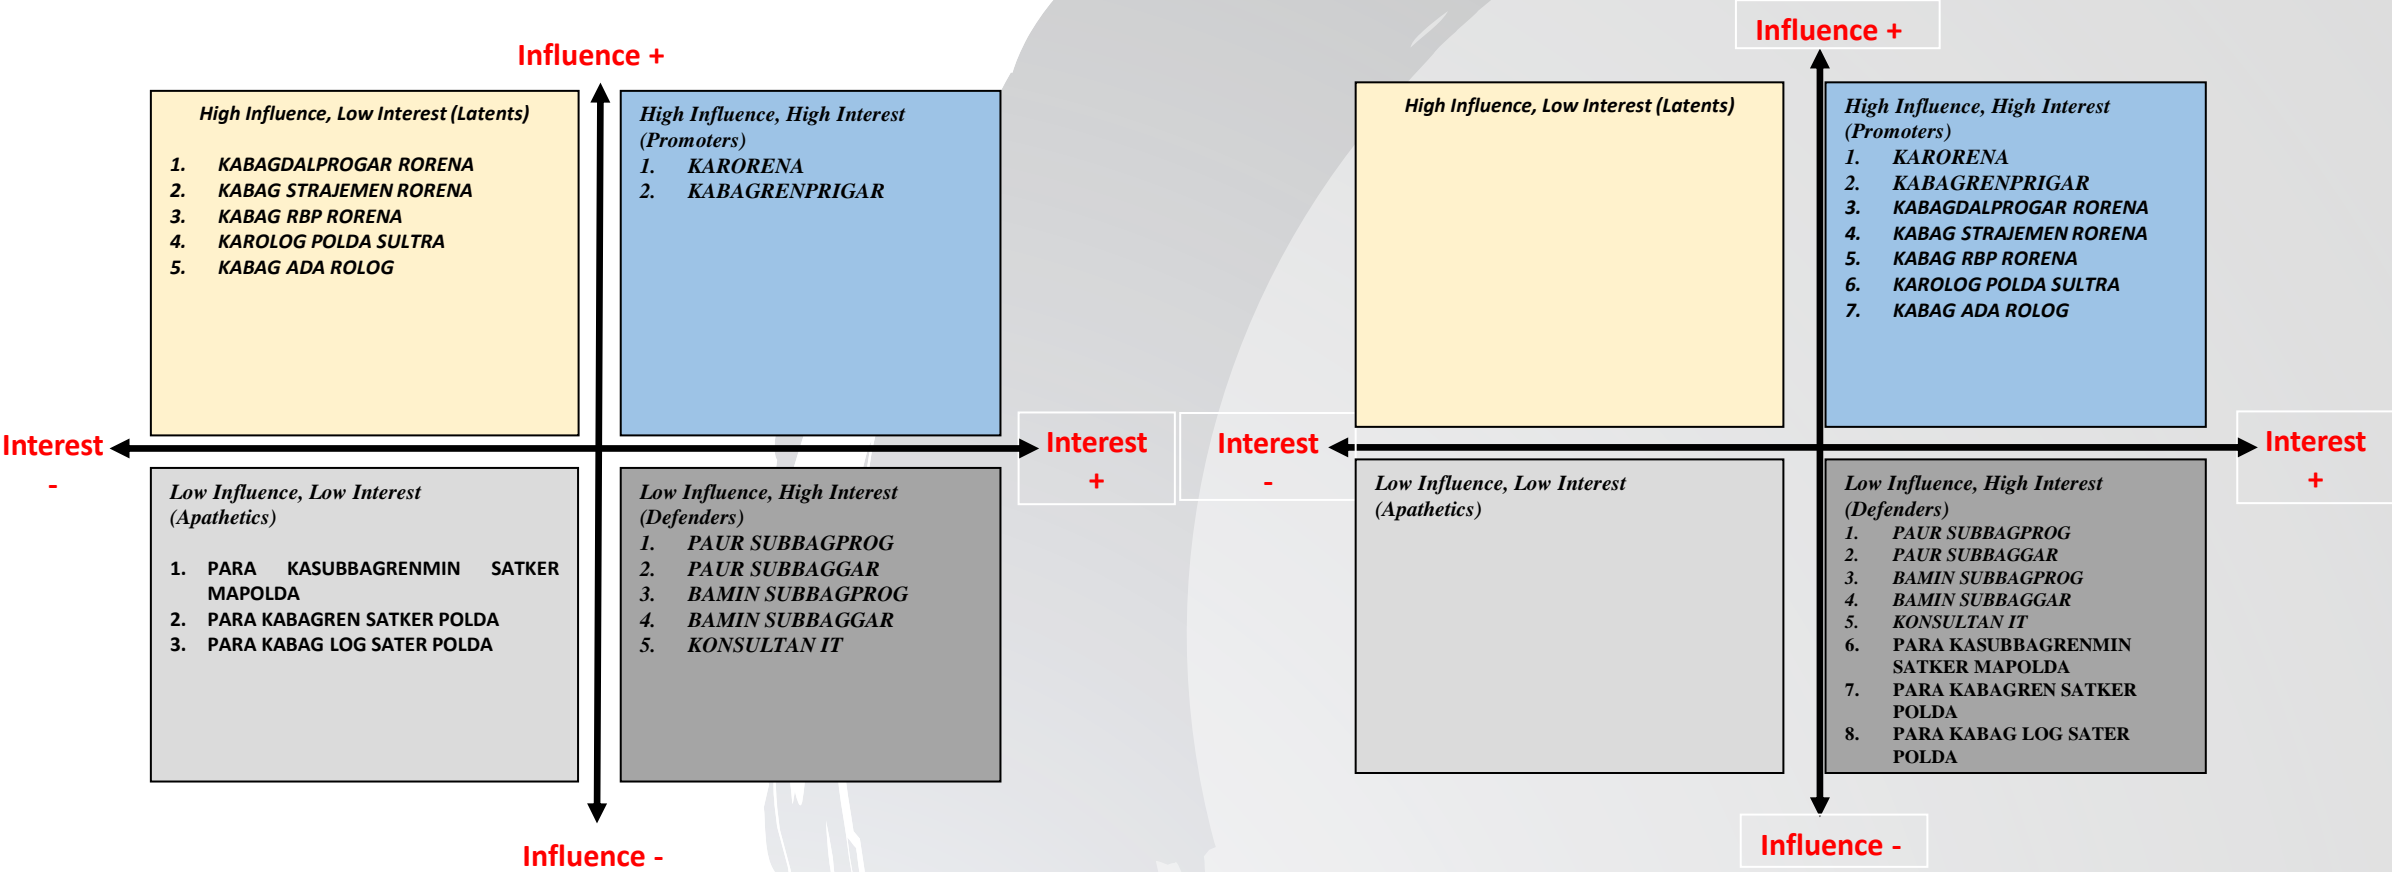 Influence +
High Influence, Low Interest (Latents)
1. KABAGDALPROGAR RORENA
2. KABAG STRAJEMEN RORENA
3. KABAG RBP RORENA
4. KAROLOG POLDA SULTRA
5. KABAG ADA ROLOG
High Influence, High Interest
(Promoters)
1. KARORENA
2. KABAGRENPRIGAR
Interest
-
Interest
+
Low Influence, Low Interest
(Apathetics)
1. PARA KASUBBAGRENMIN SATKER
MAPOLDA
2. PARA KABAGREN SATKER POLDA
3. PARA KABAG LOG SATER POLDA
Low Influence, High Interest
(Defenders)
1. PAUR SUBBAGPROG
2. PAUR SUBBAGGAR
3. BAMIN SUBBAGPROG
4. BAMIN SUBBAGGAR
5. KONSULTAN IT
Influence -
Influence +
High Influence, Low Interest (Latents)
High Influence, High Interest
(Promoters)
1. KARORENA
2. KABAGRENPRIGAR
3. KABAGDALPROGAR RORENA
4. KABAG STRAJEMEN RORENA
5. KABAG RBP RORENA
6. KAROLOG POLDA SULTRA
7. KABAG ADA ROLOG
Interest
-
Interest
+
Low Influence, Low Interest
(Apathetics)
Low Influence, High Interest
(Defenders)
1. PAUR SUBBAGPROG
2. PAUR SUBBAGGAR
3. BAMIN SUBBAGPROG
4. BAMIN SUBBAGGAR
5. KONSULTAN IT
6. PARA KASUBBAGRENMIN
SATKER MAPOLDA
7. PARA KABAGREN SATKER
POLDA
8. PARA KABAG LOG SATER
POLDA
Influence -